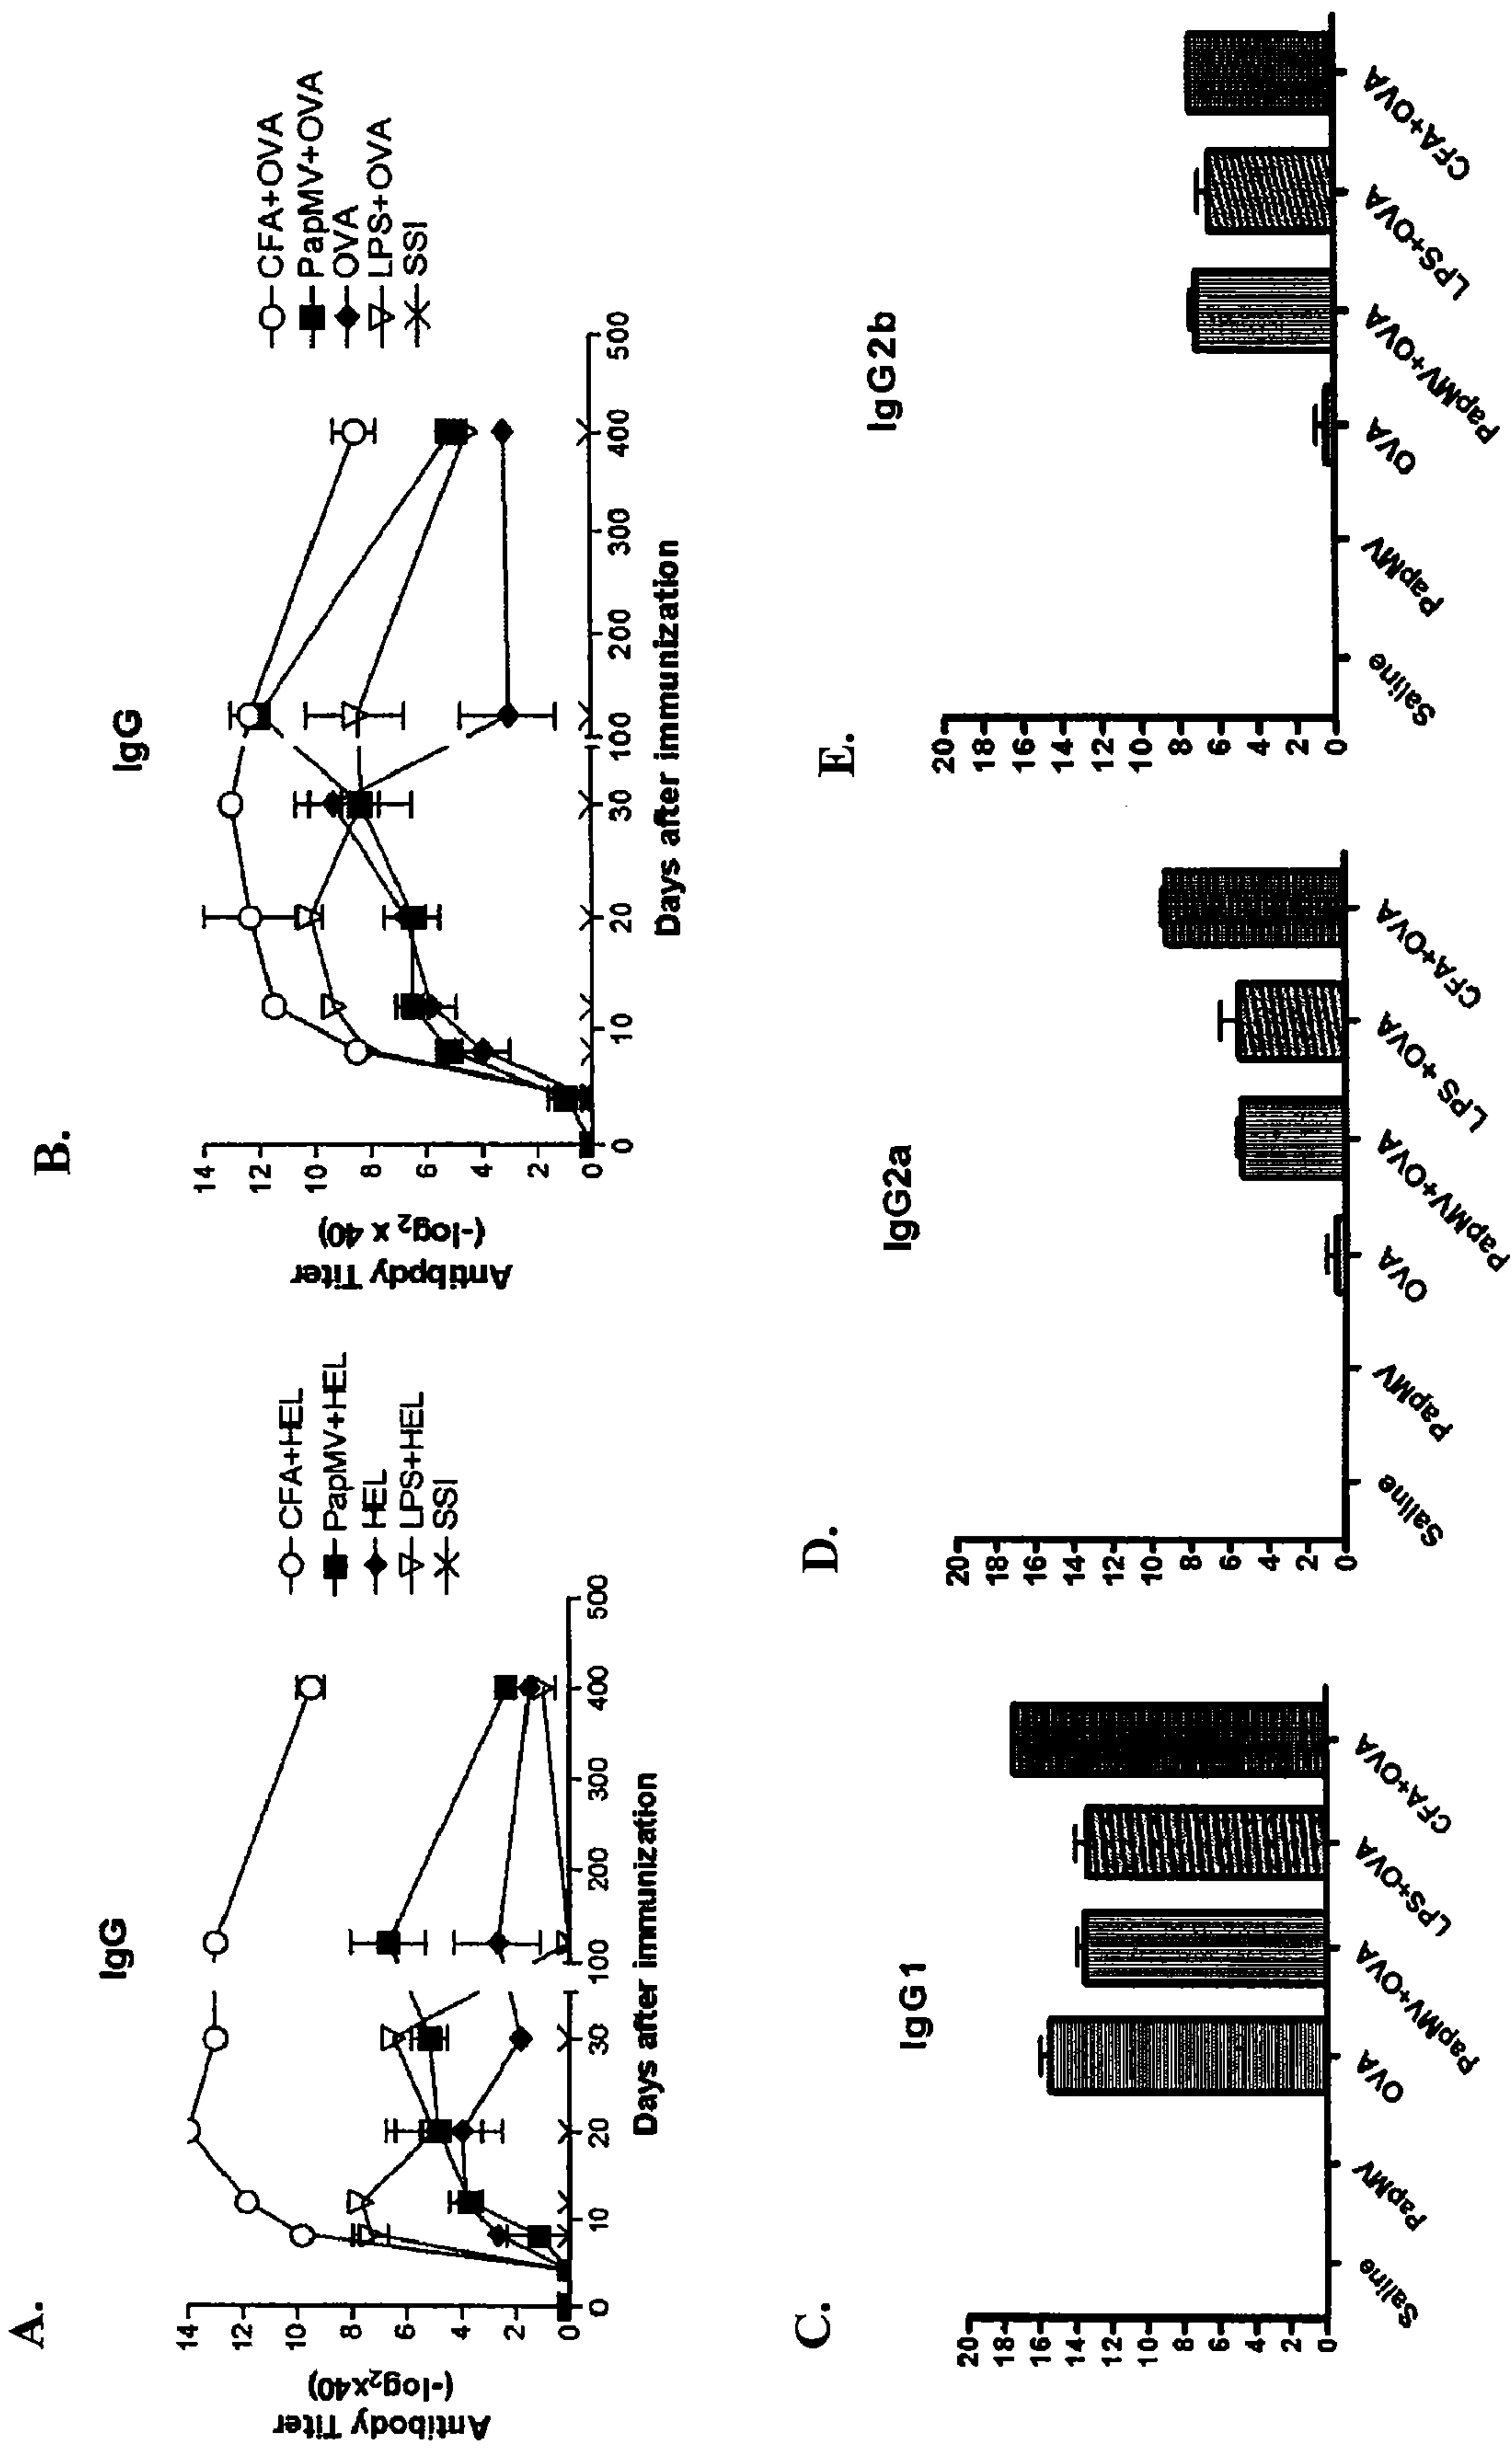 A.
IgG
Antibody Titer
(-log2x40)
14
12
10
8
6
4
2
0
0
10
20
30
100
200
300
400
500
Days after immunization
CFA+HEL
PapMV+HEL
HEL
LPS+HEL
SSI
B.
IgG
Antibody Titer
(-log2 x 40)
14
12
10
8
6
4
2
0
0
10
20
30
100
200
300
400
500
Days after immunization
CFA+OVA
PapMV+OVA
OVA
LPS+OVA
SSI
C.
IgG1
20
18
16
14
12
10
8
6
4
2
0
Saline
PapMV
OVA
PapMV+OVA
LPS+OVA
CFA+OVA
D.
IgG2a
20
18
16
14
12
10
8
6
4
2
0
Saline
PapMV
OVA
PapMV+OVA
LPS +OVA
CFA+OVA
E.
IgG2b
20
18
16
14
12
10
8
6
4
2
0
Saline
PapMV
OVA
PapMV+OVA
LPS+OVA
CFA+OVA